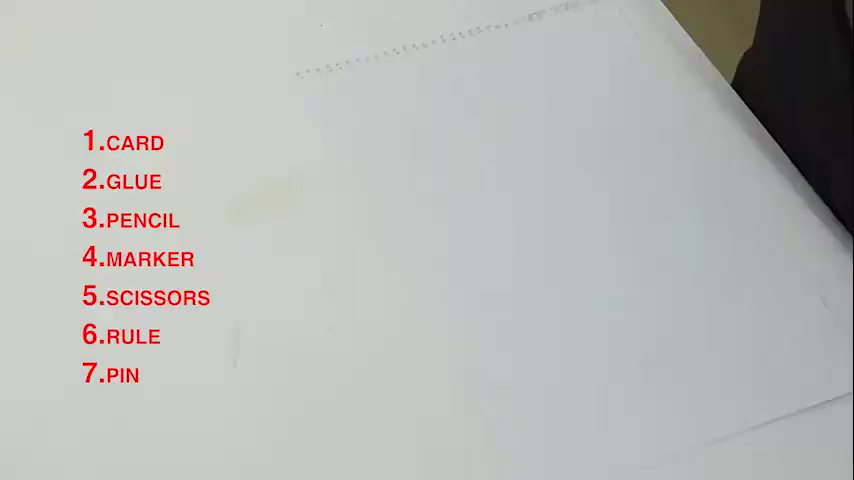 1.CARD
2.GLUE
3.PENCIL
4.MARKER
5.SCISSORS
6.RULE
7.PIN